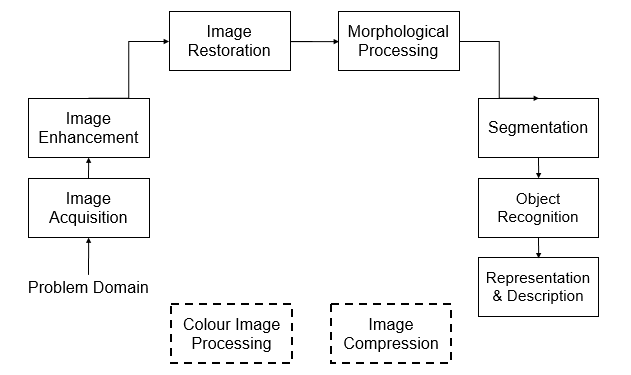 Image
Restoration
Morphological
Processing
Image
Enhancement
Segmentation
Image
Acquisition
Object
Recognition
Problem Domain
Representation
& Description
Colour Image
Processing
Image
Compression